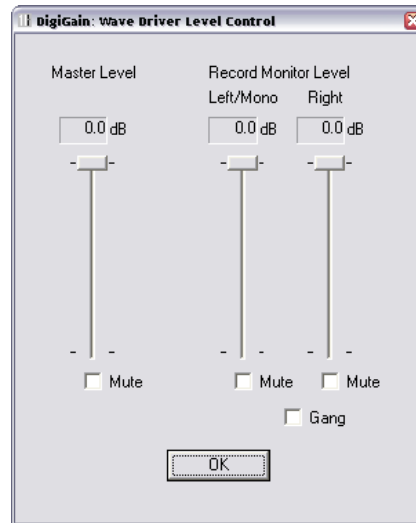 DigiGain: Wave Driver Level Control
Master Level
Record Monitor Level
Left/Mono
Right
0.0 dB
0.0 dB
0.0 dB
Mute
Mute
Mute
Gang
OK